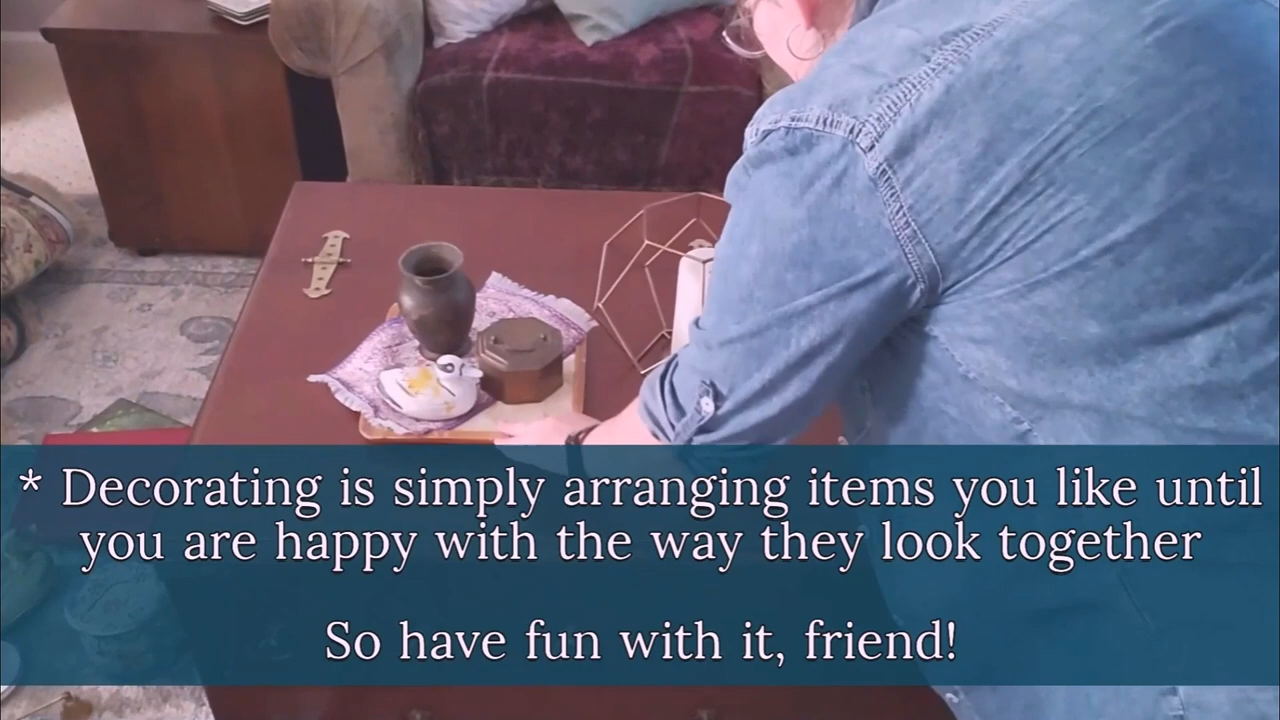 * Decorating is simply arranging items you like until
you are happy with the way they look together
So have fun with it, friend!